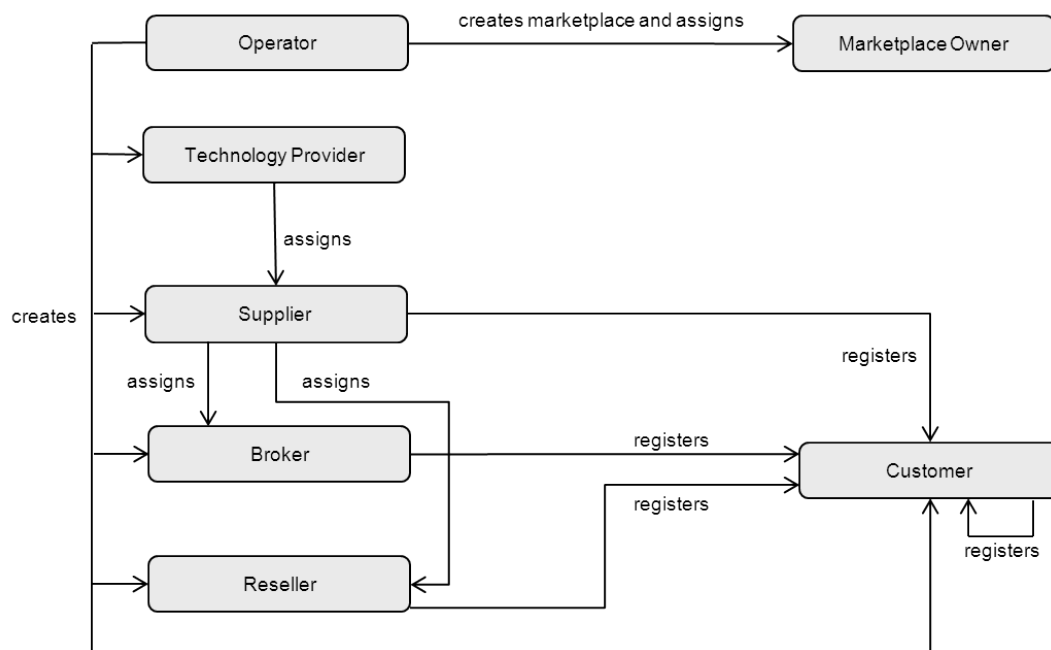 creates marketplace and assigns
Operator
Marketplace Owner
Technology Provider
assigns
creates
Supplier
registers
assigns
assigns
Broker
registers
Customer
registers
registers
Reseller